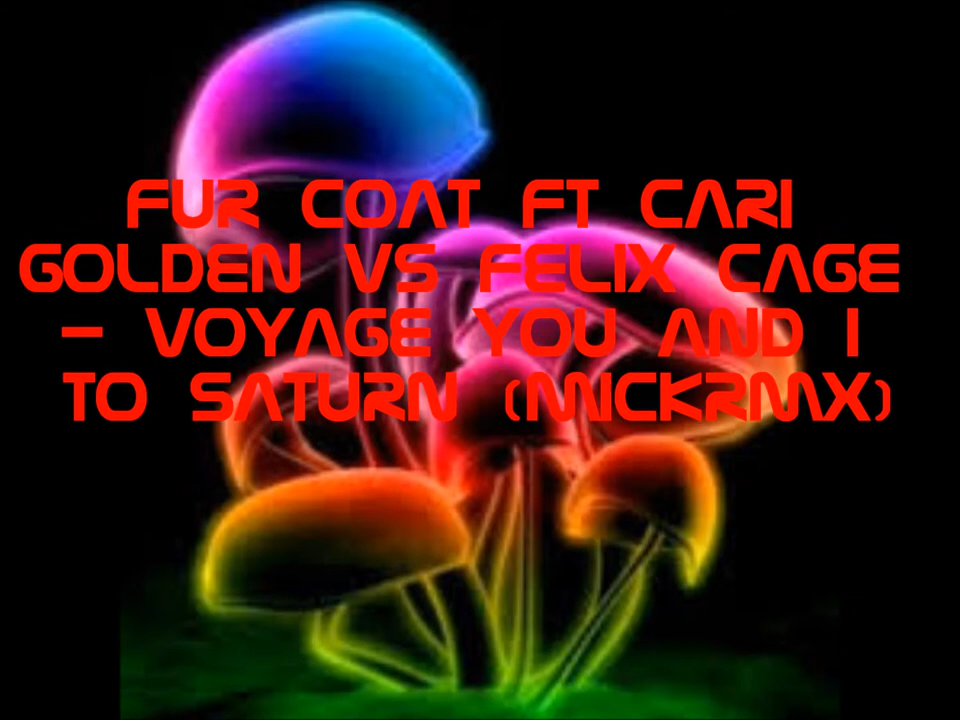 FUR COAT FT CARI
GOLDEN VS FELIX CAGE
- VOYAGE YOU AND I
TO SATURN (MICKRMX)